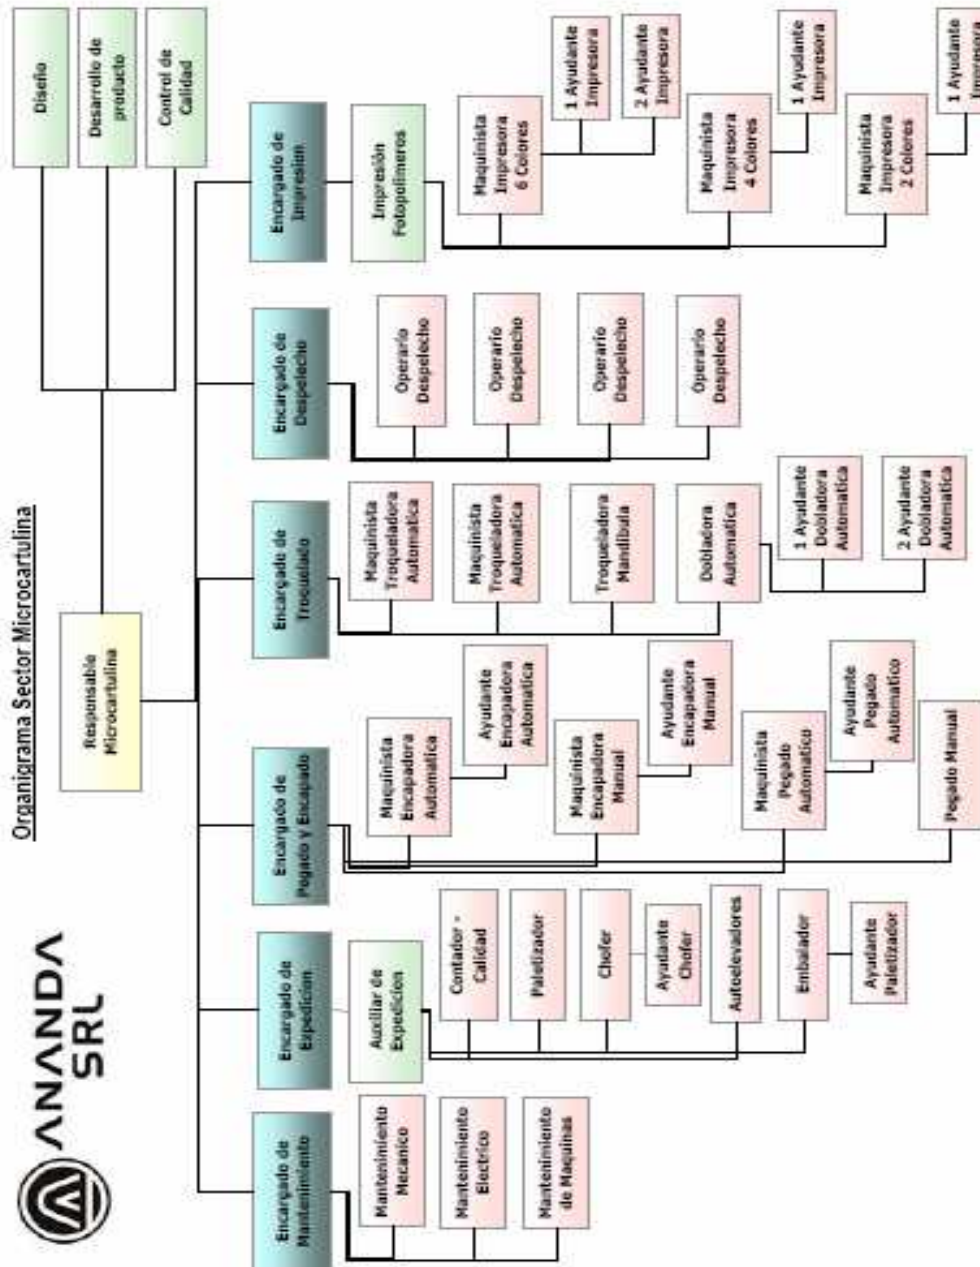 ANANDA
SRL
Organigrama Sector Microcartulina
Responsable
Microcartulina
Diseño
Desarrollo de
producto
Control de
Calidad
Encargado de
Mantenimiento
Mantenimiento
Mecanico
Mantenimiento
Electrico
Mantenimiento
de Maquinas
Encargado de
Expedicion
Auxiliar de
Expedicion
Contador -
Calidad
Paletizador
Chofer
Ayudante
Chofer
Autoelevadores
Embalador
Ayudante
Paletizador
Encargado de
Pegado y Encapado
Maquinista
Encapadora
Automatica
Ayudante
Encapadora
Automatica
Maquinista
Encapadora
Manual
Ayudante
Encapadora
Manual
Maquinista
Pegado
Automatico
Ayudante
Pegado
Automatico
Pegado Manual
Encargado de
Troquelado
Maquinista
Troqueladora
Automatica
Maquinista
Troqueladora
Automatica
Troqueladora
Mandibula
Dobladora
Automatica
1 Ayudante
Dobladora
Automatica
2 Ayudante
Dobladora
Automatica
Encargado de
Despelecho
Operario
Despelecho
Operario
Despelecho
Operario
Despelecho
Operario
Despelecho
Encargado de
Impresion
Impresión
Fotopolimeros
Maquinista
Impresora
6 Colores
1 Ayudante
Impresora
2 Ayudante
Impresora
Maquinista
Impresora
4 Colores
1 Ayudante
Impresora
Maquinista
Impresora
2 Colores
1 Ayudante
Impresora